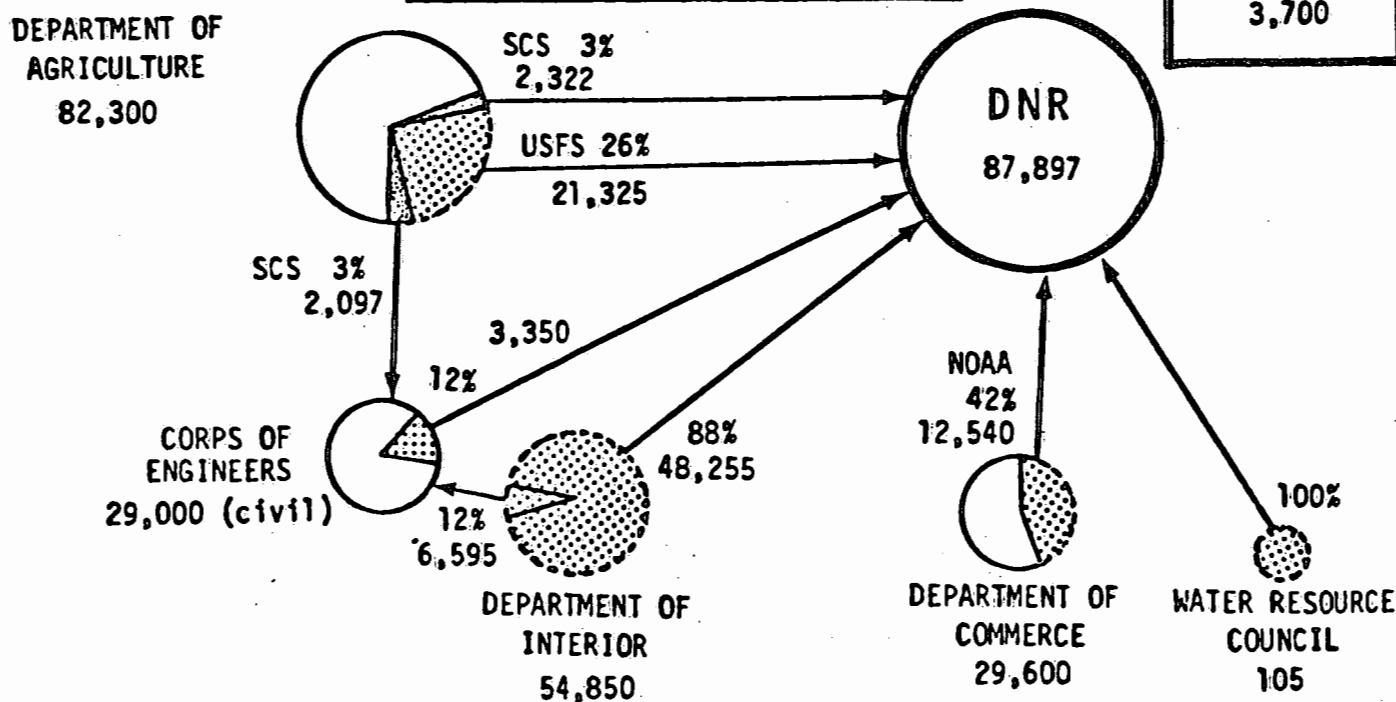 3,700
DEPARTMENT OF
AGRICULTURE
82,300
SCS 3%
2,322
USFS 26%
21,325
DNR
87,897
SCS 3%
2,097
3,350
12%
CORPS OF
ENGINEERS
29,000 (civil)
12%
6,595
88%
48,255
DEPARTMENT OF
INTERIOR
54,850
NOAA
42%
12,540
DEPARTMENT OF
COMMERCE
29,600
100%
WATER RESOURCE
COUNCIL
105